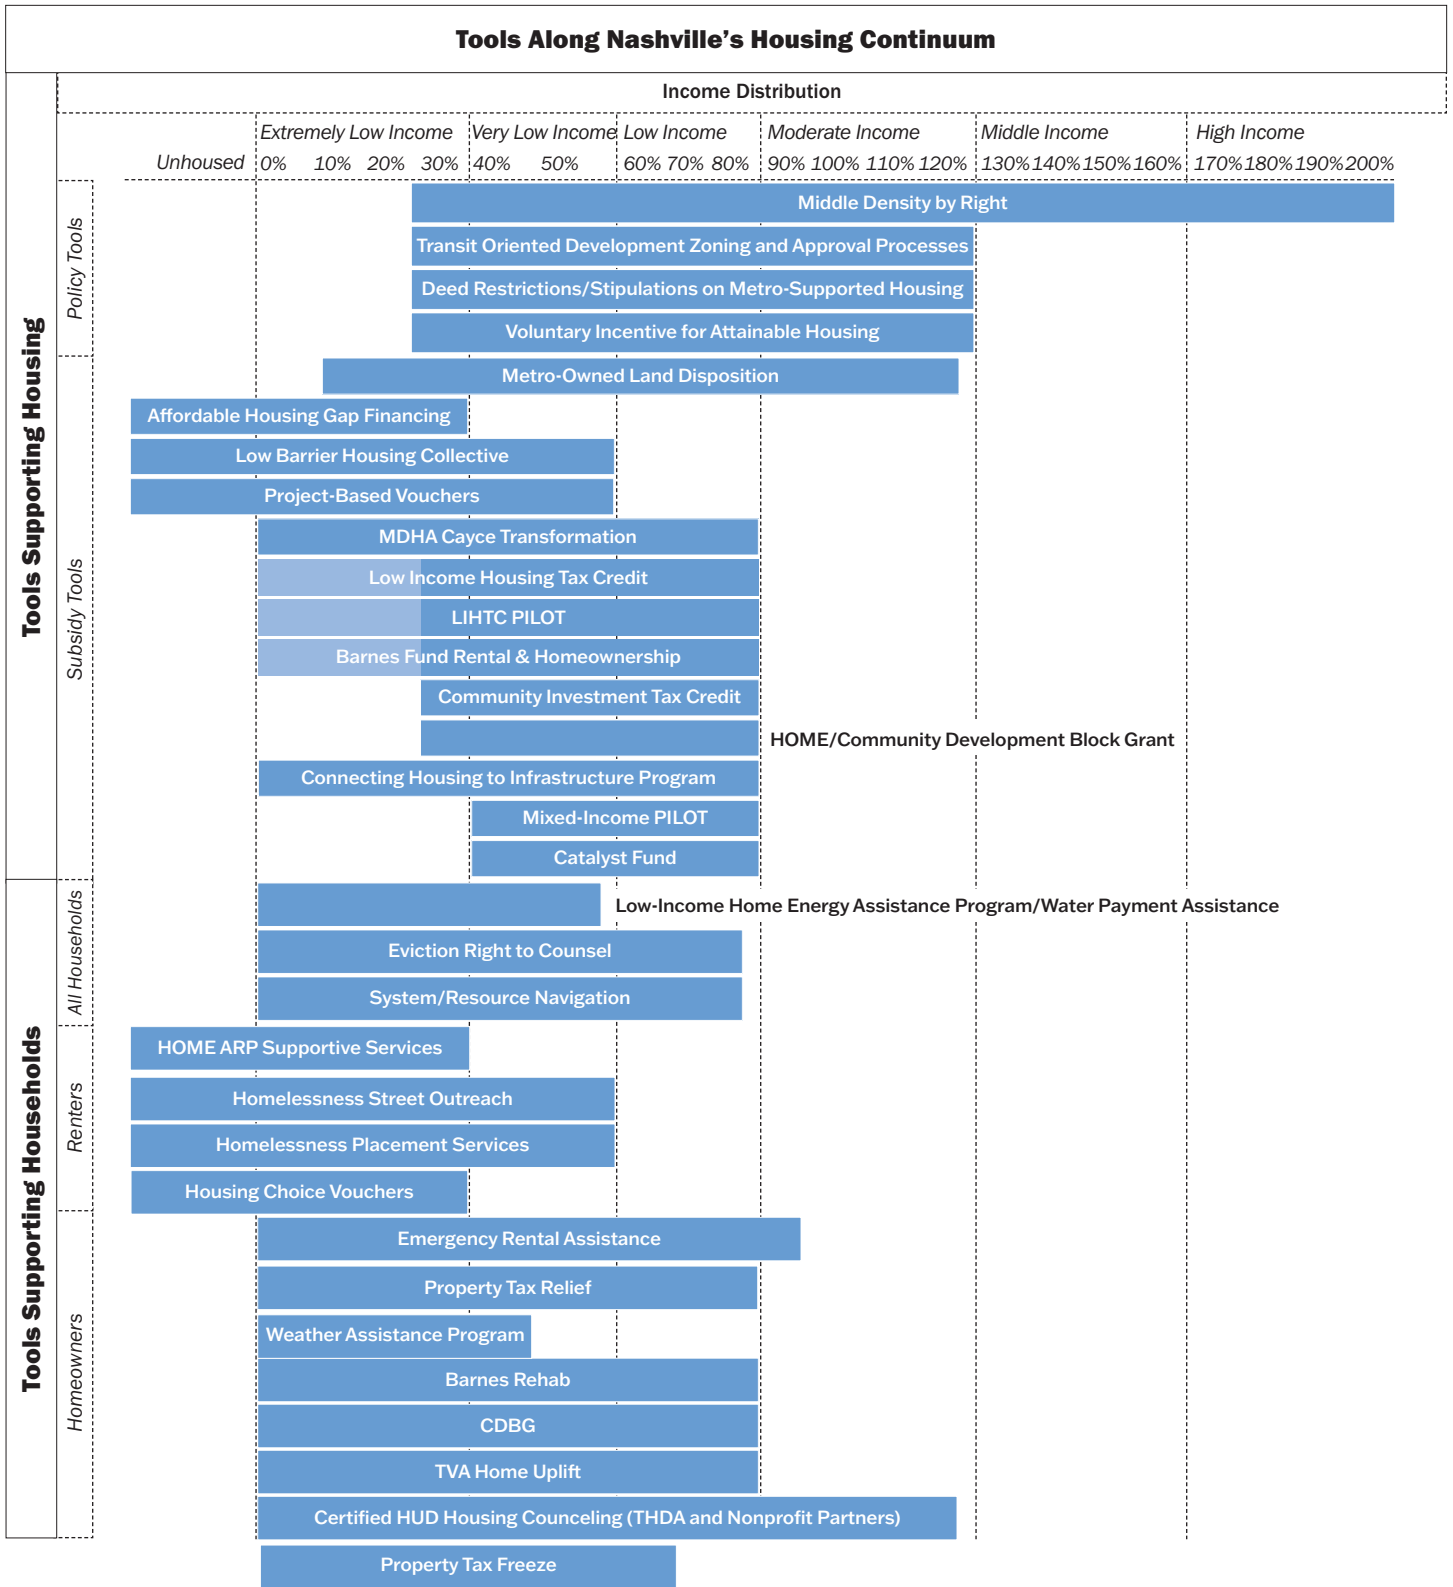 Tools Along Nashville's Housing Continuum
Income Distribution
Extremely Low Income Very Low Income Low Income Moderate Income Middle Income High Income
Unhoused 0% 10% 20% 30% 40% 50% 60% 70% 80% 90% 100% 110% 120% 130% 140% 150% 160% 170% 180% 190% 200%
Tools Supporting Housing
Policy Tools
Middle Density by Right
Transit Oriented Development Zoning and Approval Processes
Deed Restrictions/Stipulations on Metro-Supported Housing
Voluntary Incentive for Attainable Housing
Subsidy Tools
Metro-Owned Land Disposition
Affordable Housing Gap Financing
Low Barrier Housing Collective
Project-Based Vouchers
MDHA Cayce Transformation
Low Income Housing Tax Credit
LIHTC PILOT
Barnes Fund Rental & Homeownership
Community Investment Tax Credit
HOME/Community Development Block Grant
Connecting Housing to Infrastructure Program
Mixed-Income PILOT
Catalyst Fund
Tools Supporting Households
All Households
Low-Income Home Energy Assistance Program/Water Payment Assistance
Eviction Right to Counsel
System/Resource Navigation
Renters
HOME ARP Supportive Services
Homelessness Street Outreach
Homelessness Placement Services
Housing Choice Vouchers
Homeowners
Emergency Rental Assistance
Property Tax Relief
Weather Assistance Program
Barnes Rehab
CDBG
TVA Home Uplift
Certified HUD Housing Counceling (THDA and Nonprofit Partners)
Property Tax Freeze